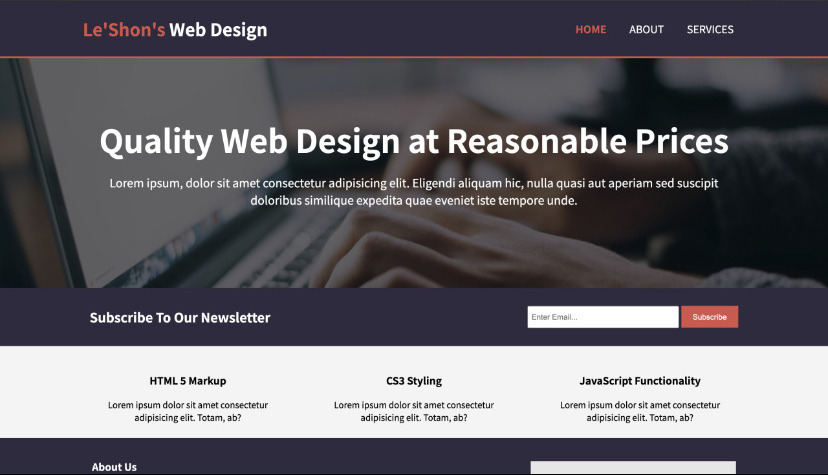 Le'Shon's Web Design
HOME ABOUT SERVICES
Quality Web Design at Reasonable Prices
Lorem ipsum, dolor sit amet consectetur adipisicing elit. Eligendi aliquam hic, nulla quasi aut aperiam sed suscipit
doloribus similique expedita quae eveniet iste tempore unde.
Subscribe To Our Newsletter
Enter Email...
Subscribe
HTML 5 Markup
Lorem ipsum dolor sit amet consectetur
adipisicing elit. Totam, ab?
CS3 Styling
Lorem ipsum dolor sit amet consectetur
adipisicing elit. Totam, ab?
JavaScript Functionality
Lorem ipsum dolor sit amet consectetur
adipisicing elit. Totam, ab?
About Us